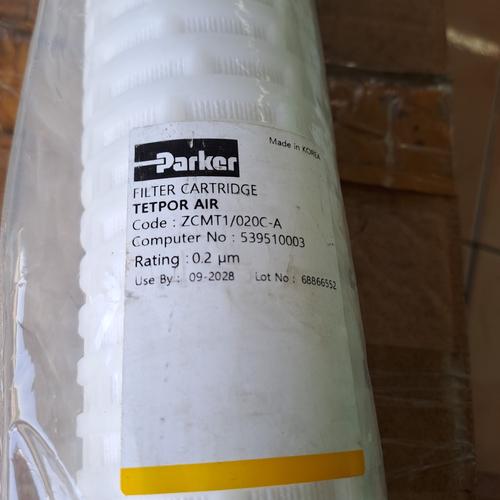 Parker
Made in KOREA
FILTER CARTRIDGE
TETPOR AIR
Code : ZCMT1/020C-A
Computer No : 539510003
Rating : 0.2 µm
Use By : 09-2028 Lot No : 68866552